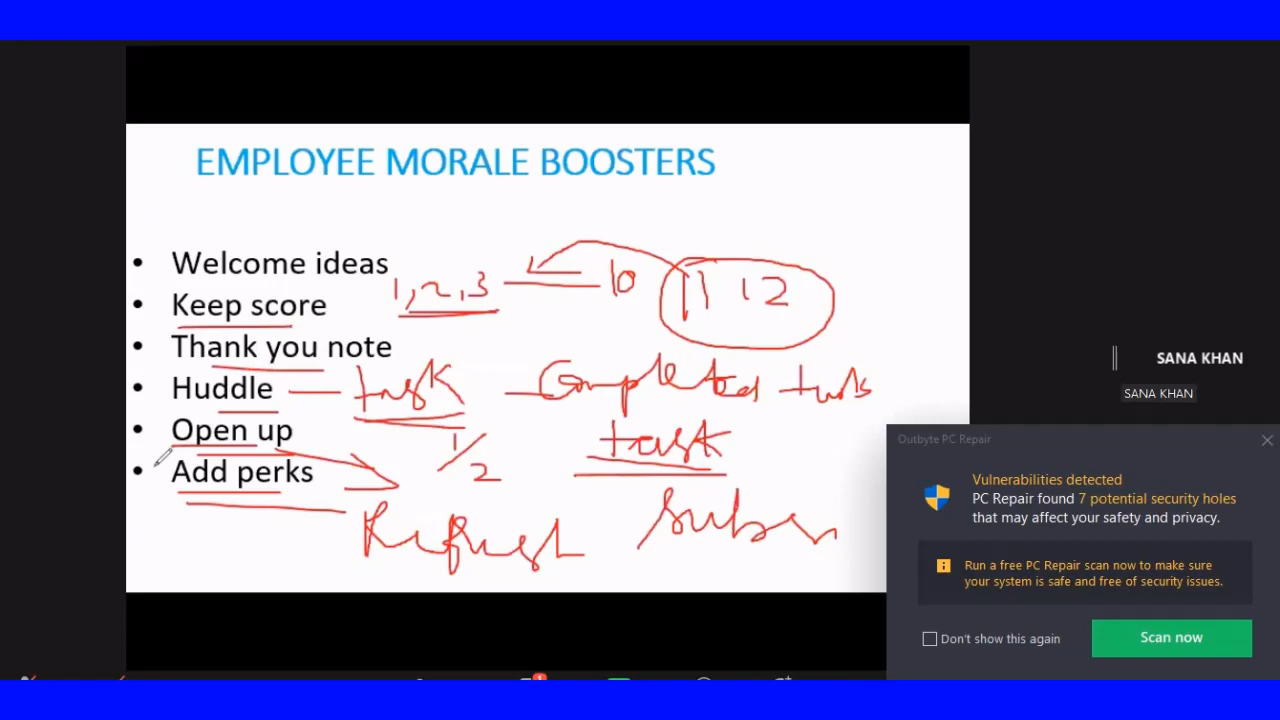 EMPLOYEE MORALE BOOSTERS
• Welcome ideas
• Keep score
1,2,3 10 11 12
• Thank you note
• Huddle task Completed
• Open up 1/2 task
• Add perks
SANA KHAN
SANA KHAN
Outbyte PC Repair
Vulnerabilities detected
PC Repair found 7 potential security holes
that may affect your safety and privacy.
Run a free PC Repair scan now to make sure
your system is safe and free of security issues.
Don't show this again
Scan now